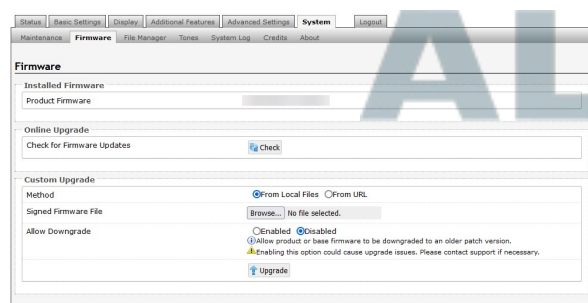 Status Basic Settings Display Additional Features Advanced Settings System Logout
Maintenance Firmware File Manager Tones System Log Credits About
Firmware
Installed Firmware
Product Firmware
Online Upgrade
Check for Firmware Updates Check
Custom Upgrade
Method From Local Files From URL
Signed Firmware File Browse... No file selected.
Allow Downgrade Enabled Disabled
Allow product or base firmware to be downgraded to an older patch version.
Enabling this option could cause upgrade issues. Please contact support if necessary.
Upgrade
AL